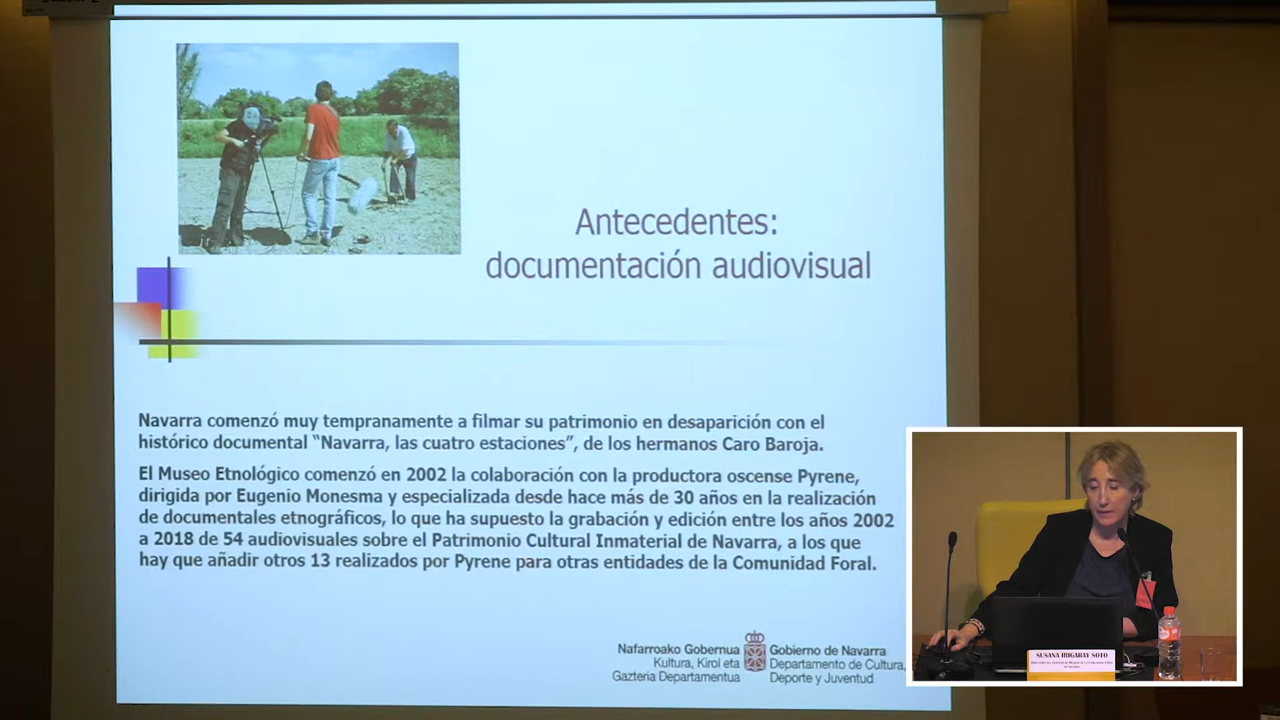 Antecedentes:
documentación audiovisual
Navarra comenzó muy tempranamente a filmar su patrimonio en desaparición con el
histórico documental “Navarra, las cuatro estaciones”, de los hermanos Caro Baroja.
El Museo Etnológico comenzó en 2002 la colaboración con la productora oscense Pyrene,
dirigida por Eugenio Monesma y especializada desde hace más de 30 años en la realización
de documentales etnográficos, lo que ha supuesto la grabación y edición entre los años 2002
a 2018 de 54 audiovisuales sobre el Patrimonio Cultural Inmaterial de Navarra, a los que
hay que añadir otros 13 realizados por Pyrene para otras entidades de la Comunidad Foral.
Nafarroako Gobernua
Kultura, Kirol eta
Gazteria Departamentua
Gobierno de Navarra
Departamento de Cultura,
Deporte y Juventud
SUSANA IRIGARAY SOTO